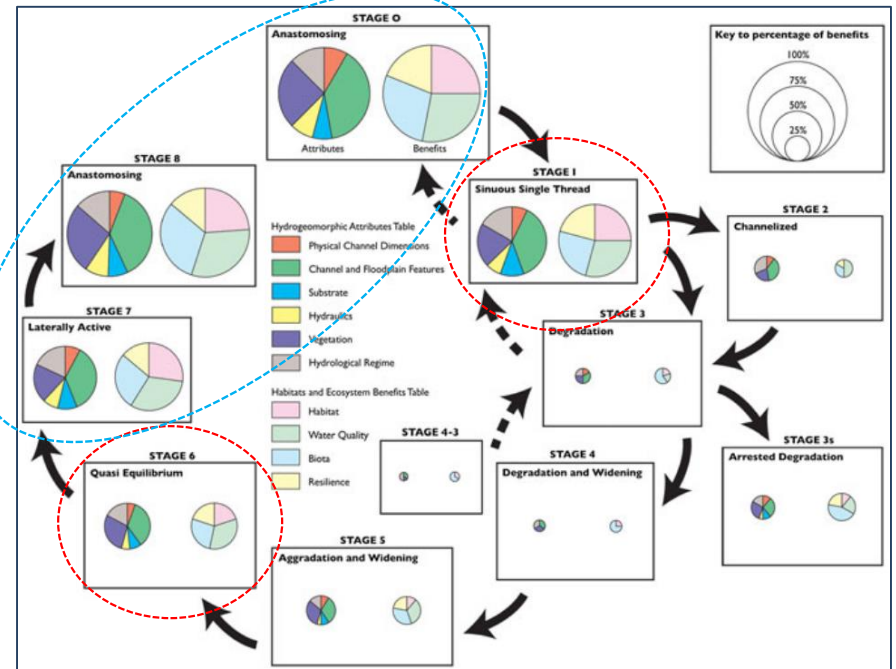 STAGE O
Anastomosing
Attributes
Benefits
Key to percentage of benefits
100%
75%
50%
25%
STAGE 8
Anastomosing
STAGE I
Sinuous Single Thread
STAGE 2
Channelized
Hydrogeomorphic Attributes Table
Physical Channel Dimensions
Channel and Floodplain Features
Substrate
Hydraulics
Vegetation
Hydrological Regime
Habitats and Ecosystem Benefits Table
Habitat
Water Quality
Biota
Resilience
STAGE 7
Laterally Active
STAGE 3
Degradation
STAGE 4-3
STAGE 3s
Arrested Degradation
STAGE 6
Quasi Equilibrium
STAGE 4
Degradation and Widening
STAGE 5
Aggradation and Widening